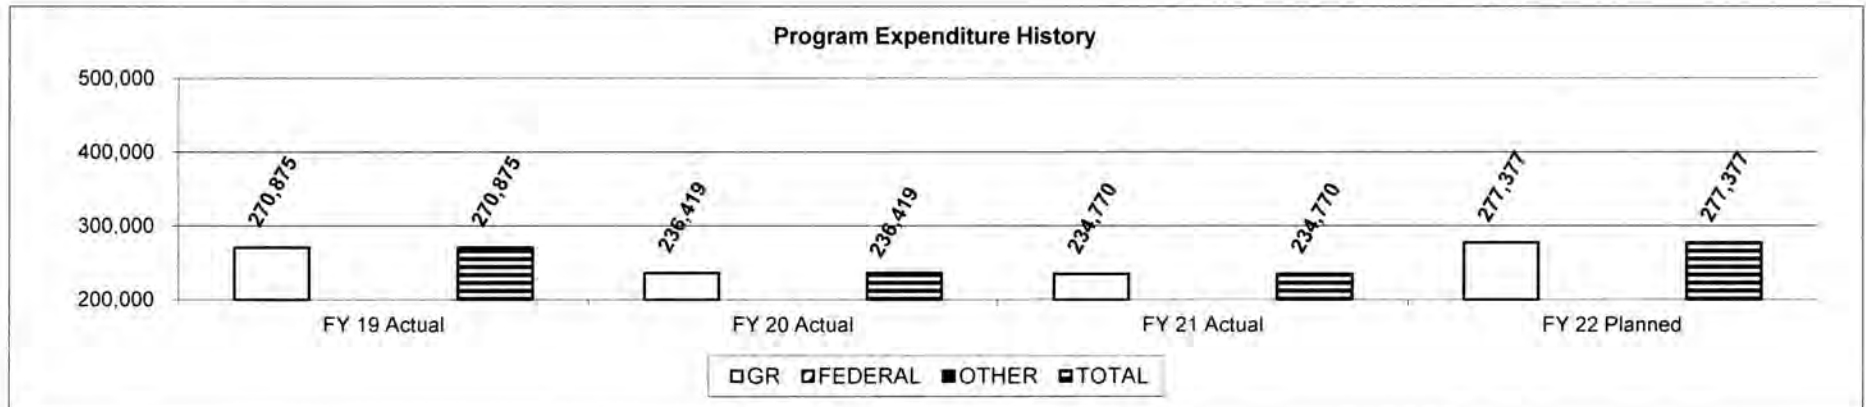 Program Expenditure History
500,000
400,000
300,000
200,000
270,875
270,875
236,419
236,419
234,770
234,770
277,377
277,377
FY 19 Actual
FY 20 Actual
FY 21 Actual
FY 22 Planned
GR FEDERAL OTHER TOTAL